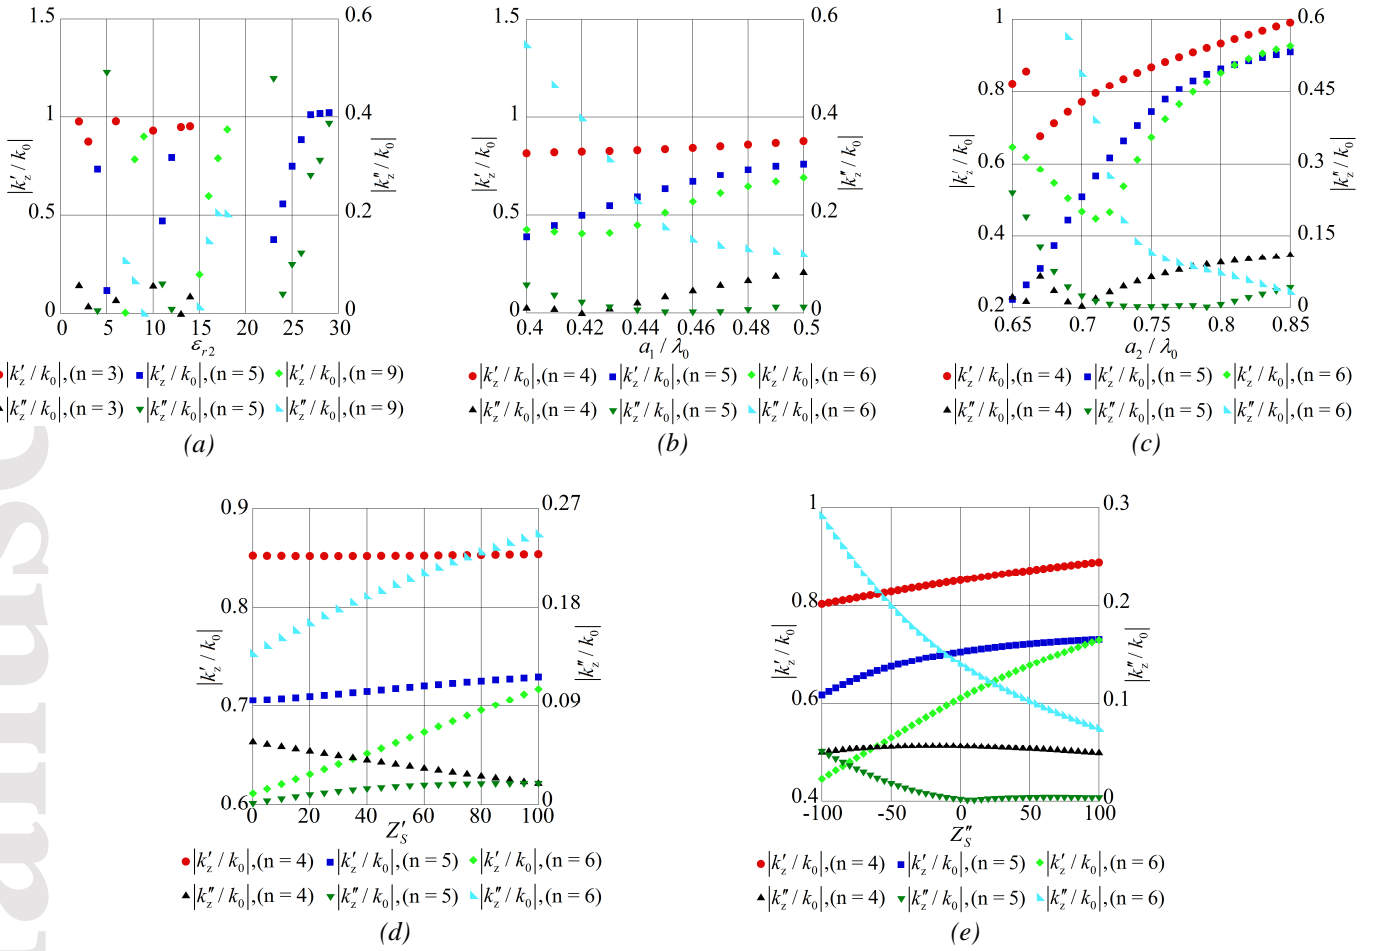 1.5 0.6 1.5 0.6 1 0.6
1 0.4 1 0.4 0.8 0.45
0.6 0.3
0.5 0.2 0.5 0.2 0.4 0.15
0 0 0 0 0.2 0
|k′z / k0| |k″z / k0| |k′z / k0| |k″z / k0| |k′z / k0| |k″z / k0|
0 5 10 15 20 25 30 0.4 0.42 0.44 0.46 0.48 0.5 0.65 0.7 0.75 0.8 0.85
εr2 a1 / λ0 a2 / λ0
|k′z / k0|,(n = 3) |k′z / k0|,(n = 5) |k′z / k0|,(n = 9) |k′z / k0|,(n = 4) |k′z / k0|,(n = 5) |k′z / k0|,(n = 6) |k′z / k0|,(n = 4) |k′z / k0|,(n = 5) |k′z / k0|,(n = 6)
|k″z / k0|,(n = 3) |k″z / k0|,(n = 5) |k″z / k0|,(n = 9) |k″z / k0|,(n = 4) |k″z / k0|,(n = 5) |k″z / k0|,(n = 6) |k″z / k0|,(n = 4) |k″z / k0|,(n = 5) |k″z / k0|,(n = 6)
(a) (b) (c)
0.9 0.27 1 0.3
0.8 0.18 0.8 0.2
0.7 0.09 0.6 0.1
0.6 0 0.4 0
|k′z / k0| |k″z / k0| |k′z / k0| |k″z / k0|
0 20 40 60 80 100 -100 -50 0 50 100
Z′S Z″S
|k′z / k0|,(n = 4) |k′z / k0|,(n = 5) |k′z / k0|,(n = 6) |k′z / k0|,(n = 4) |k′z / k0|,(n = 5) |k′z / k0|,(n = 6)
|k″z / k0|,(n = 4) |k″z / k0|,(n = 5) |k″z / k0|,(n = 6) |k″z / k0|,(n = 4) |k″z / k0|,(n = 5) |k″z / k0|,(n = 6)
(d) (e)